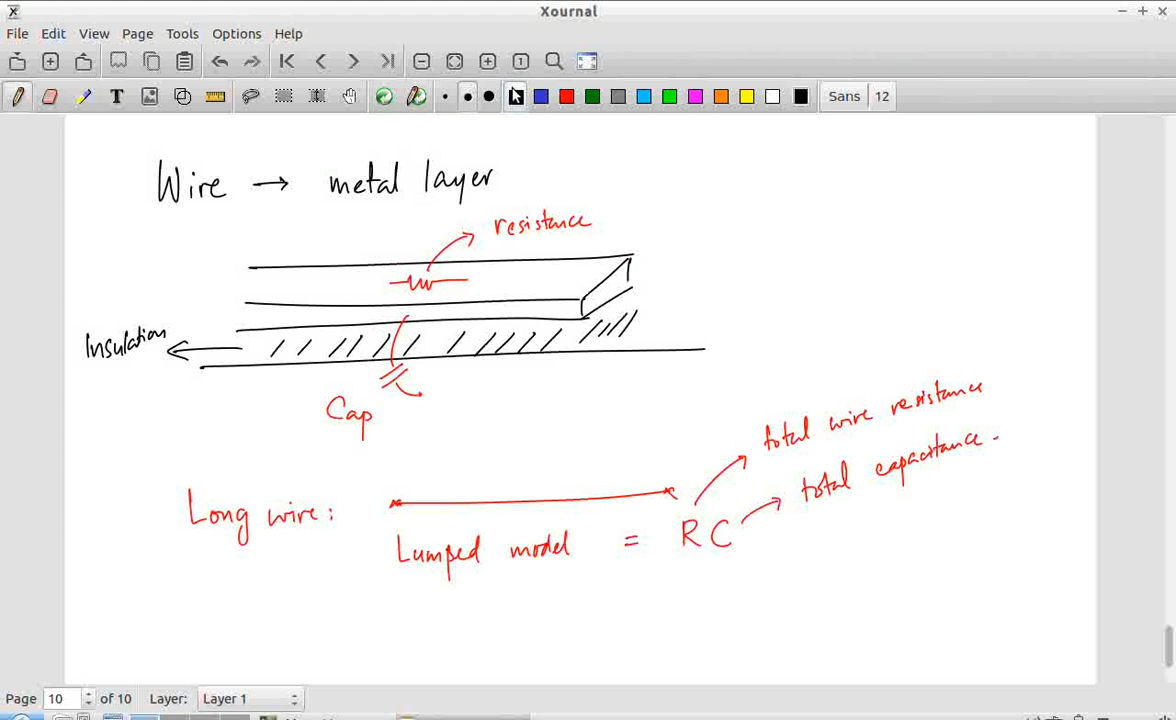 Xournal
File Edit View Page Tools Options Help
Sans 12
Wire → metal layer
resistance
Insulation
Cap
total wire resistance
total capacitance.
Long wire:
Lumped model = RC
Page 10 of 10 Layer: Layer 1